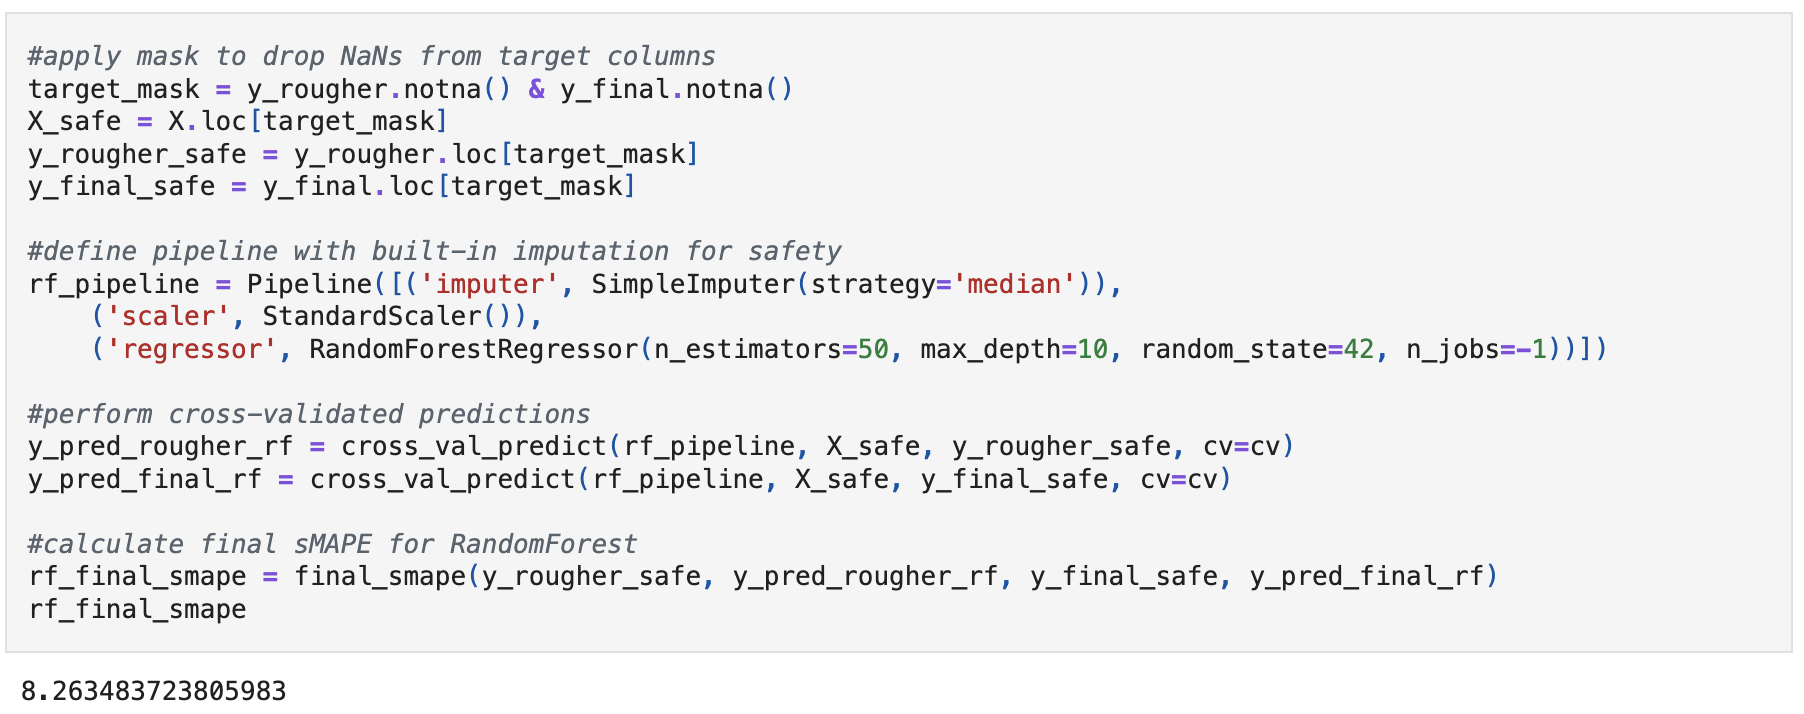 #apply mask to drop NaNs from target columns
target_mask = y_rougher.notna() & y_final.notna()
X_safe = X.loc[target_mask]
y_rougher_safe = y_rougher.loc[target_mask]
y_final_safe = y_final.loc[target_mask]

#define pipeline with built-in imputation for safety
rf_pipeline = Pipeline([('imputer', SimpleImputer(strategy='median')),
    ('scaler', StandardScaler()),
    ('regressor', RandomForestRegressor(n_estimators=50, max_depth=10, random_state=42, n_jobs=-1))])

#perform cross-validated predictions
y_pred_rougher_rf = cross_val_predict(rf_pipeline, X_safe, y_rougher_safe, cv=cv)
y_pred_final_rf = cross_val_predict(rf_pipeline, X_safe, y_final_safe, cv=cv)

#calculate final sMAPE for RandomForest
rf_final_smape = final_smape(y_rougher_safe, y_pred_rougher_rf, y_final_safe, y_pred_final_rf)
rf_final_smape

8.263483723805983